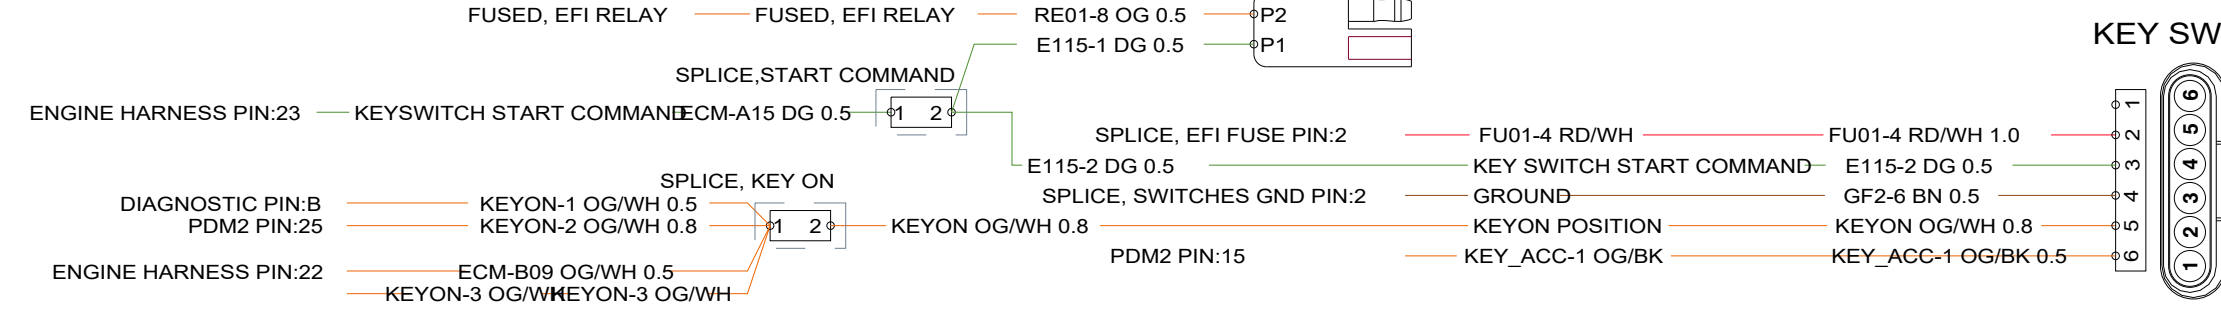 FUSED, EFI RELAY FUSED, EFI RELAY RE01-8 OG 0.5 P2
KEY SW
E115-1 DG 0.5 P1
SPLICE,START COMMAND
ENGINE HARNESS PIN:23 KEYSWITCH START COMMAND ECM-A15 DG 0.5 1 2
1
SPLICE, EFI FUSE PIN:2 FU01-4 RD/WH FU01-4 RD/WH 1.0 2
E115-2 DG 0.5 KEY SWITCH START COMMAND E115-2 DG 0.5 3
SPLICE, KEY ON
SPLICE, SWITCHES GND PIN:2 GROUND GF2-6 BN 0.5 4
DIAGNOSTIC PIN:B KEYON-1 OG/WH 0.5
PDM2 PIN:25 KEYON-2 OG/WH 0.8 1 2 KEYON OG/WH 0.8 KEYON POSITION KEYON OG/WH 0.8 5
PDM2 PIN:15 KEY_ACC-1 OG/BK KEY_ACC-1 OG/BK 0.5 6
ENGINE HARNESS PIN:22 ECM-B09 OG/WH 0.5
KEYON-3 OG/WH KEYON-3 OG/WH
6
5
4
3
2
1